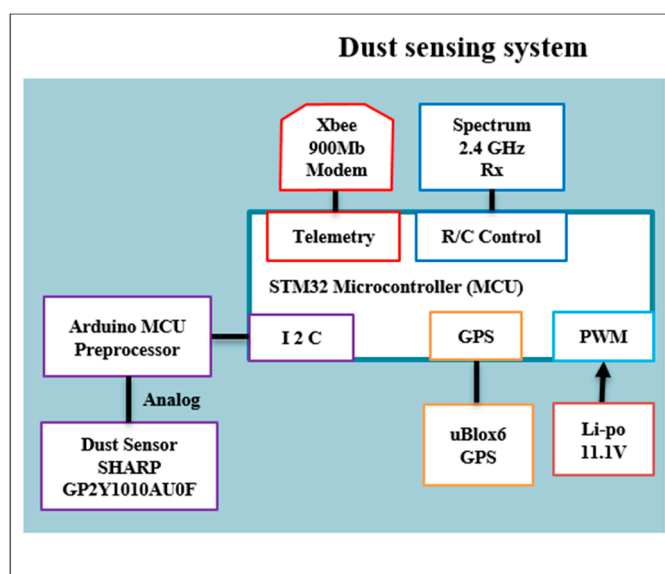 Dust sensing system
Xbee
900Mb
Modem
Spectrum
2.4 GHz
Rx
Telemetry
R/C Control
STM32 Microcontroller (MCU)
Arduino MCU
Preprocessor
I 2 C
GPS
PWM
Analog
Dust Sensor
SHARP
GP2Y1010AU0F
uBlox6
GPS
Li-po
11.1V